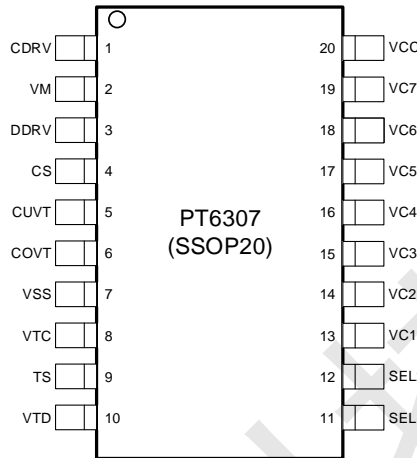 CDRV 1 20 VCC
VM 2 19 VC7
DDRV 3 18 VC6
CS 4 17 VC5
CUVT 5 16 VC4
COVT 6 15 VC3
VSS 7 14 VC2
VTC 8 13 VC1
TS 9 12 SEL
VTD 10 11 SEL
PT6307
(SSOP20)